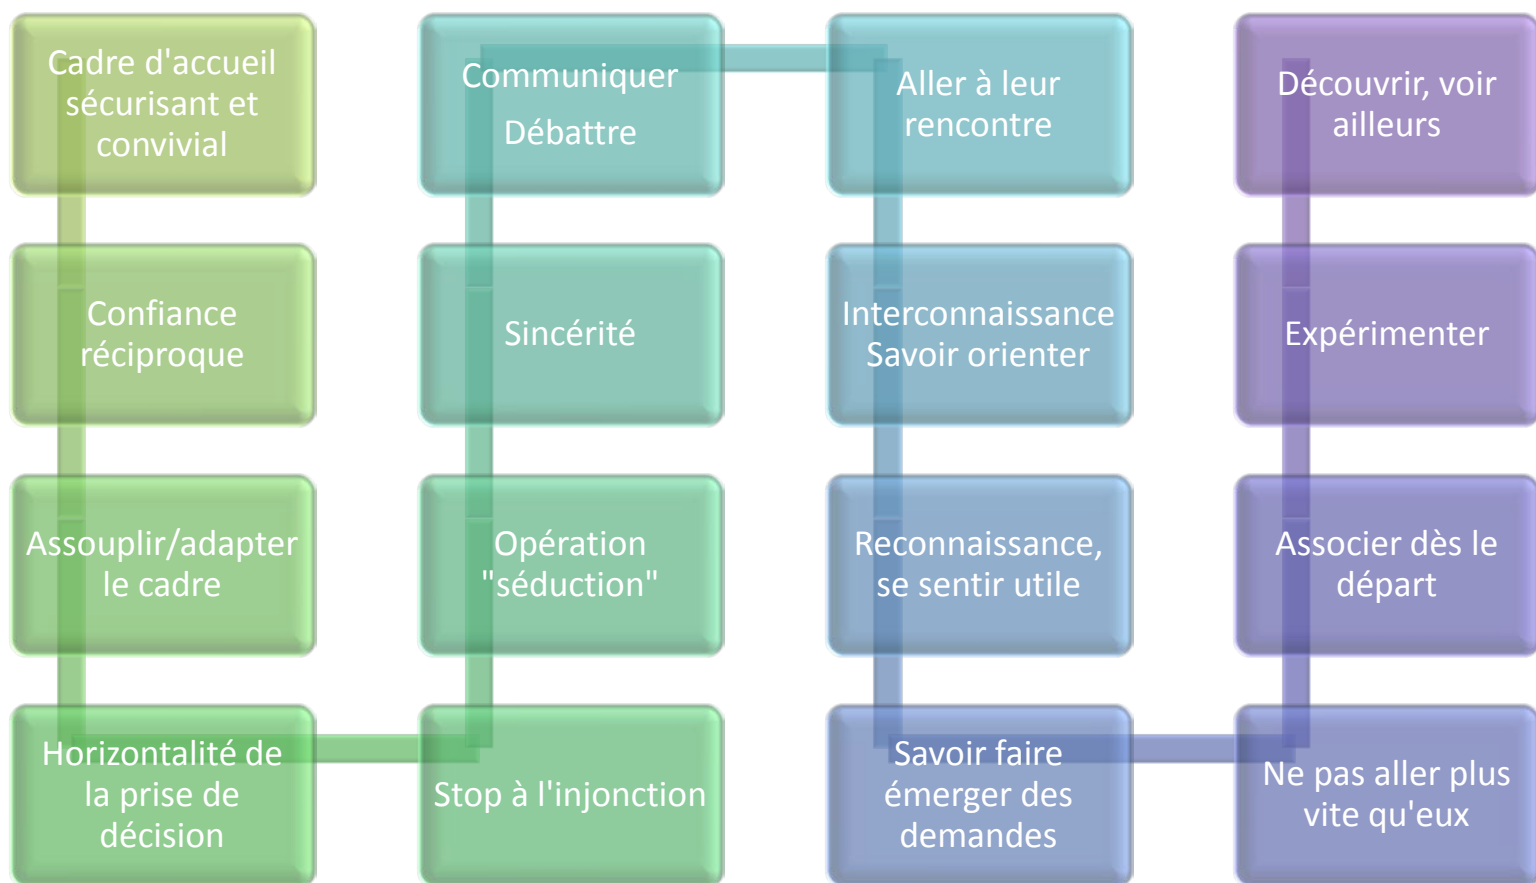 Cadre d'accueil
sécurisant et
convivial
Confiance
réciproque
Assouplir/adapter
le cadre
Horizontalité de
la prise de
décision
Stop à l'injonction
Opération
"séduction"
Sincérité
Communiquer
Débattre
Aller à leur
rencontre
Interconnaissance
Savoir orienter
Reconnaissance,
se sentir utile
Savoir faire
émerger des
demandes
Ne pas aller plus
vite qu'eux
Associer dès le
départ
Expérimenter
Découvrir, voir
ailleurs